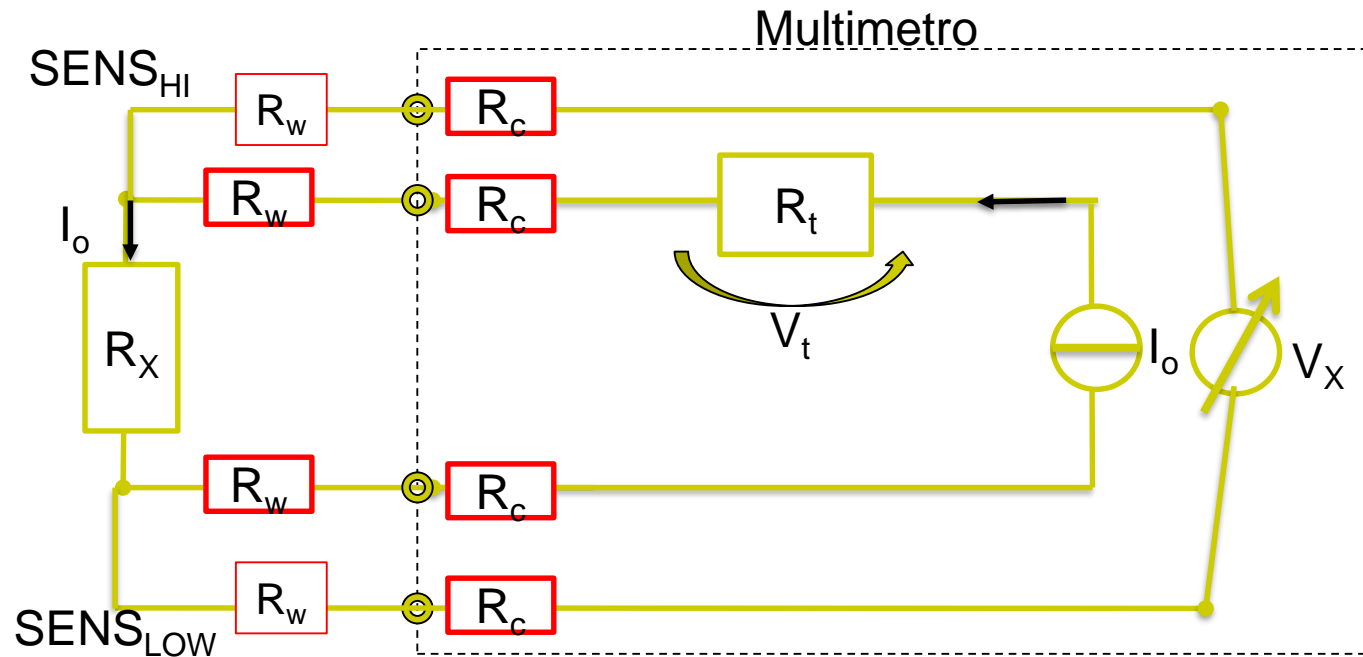 Multimetro
SENS_HI
R_w
R_c
R_w
R_c
R_t
I_o
V_t
R_X
I_o
V_X
R_w
R_c
R_w
R_c
SENS_LOW